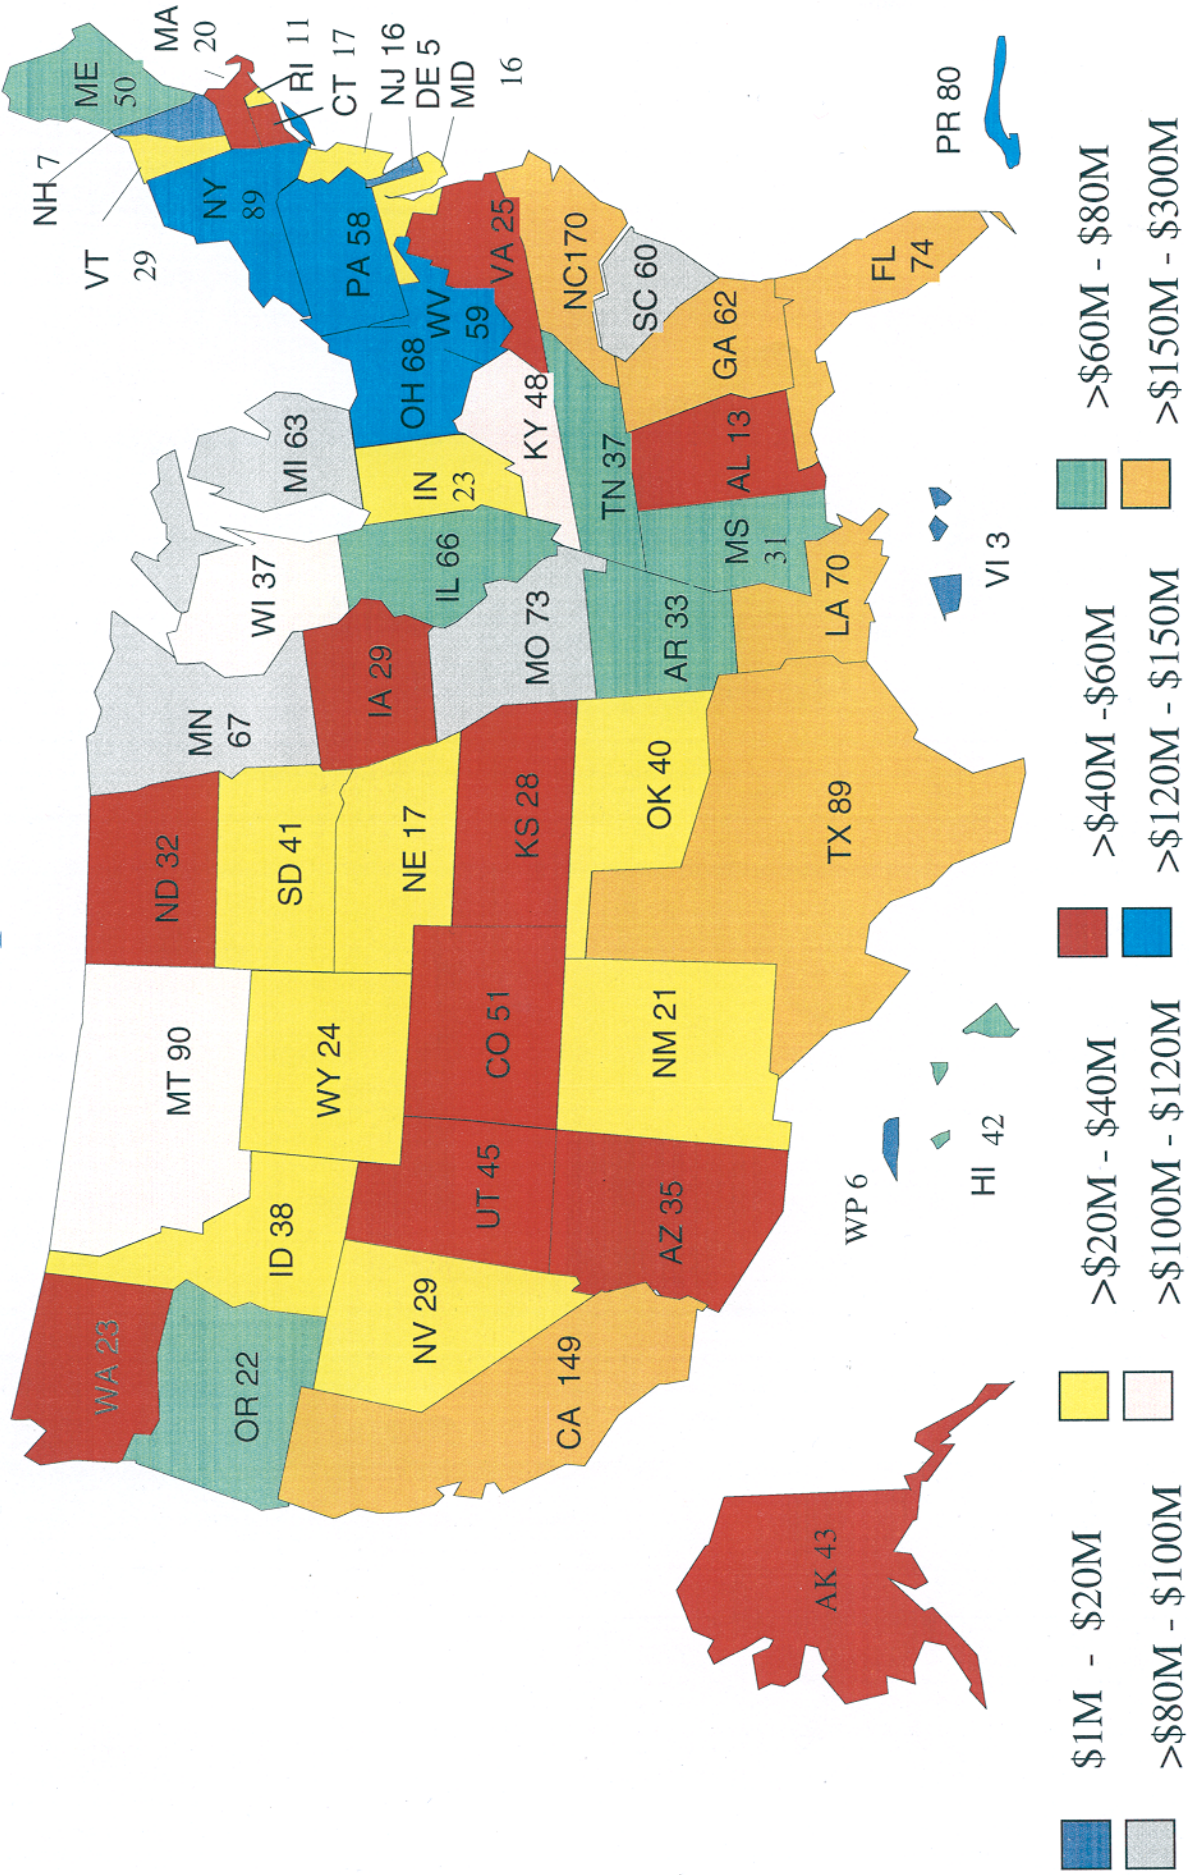 WA 23
OR 22
CA 149
NV 29
ID 38
MT 90
WY 24
UT 45
AZ 35
CO 51
NM 21
ND 32
SD 41
NE 17
KS 28
OK 40
TX 89
MN
67
IA 29
MO 73
AR 33
LA 70
WI 37
IL 66
MI 63
IN
23
OH 68
KY 48
TN 37
MS
31
AL 13
GA 62
FL
74
SC 60
NC170
VA 25
WV
59
PA 58
NY
89
VT
29
NH 7
ME
50
MA
20
RI 11
CT 17
NJ 16
DE 5
MD
16
AK 43
HI 42
WP 6
VI 3
PR 80
$1M - $20M
>$20M - $40M
>$40M -$60M
>$60M - $80M
>$80M - $100M
>$100M - $120M
>$120M - $150M
>$150M - $300M